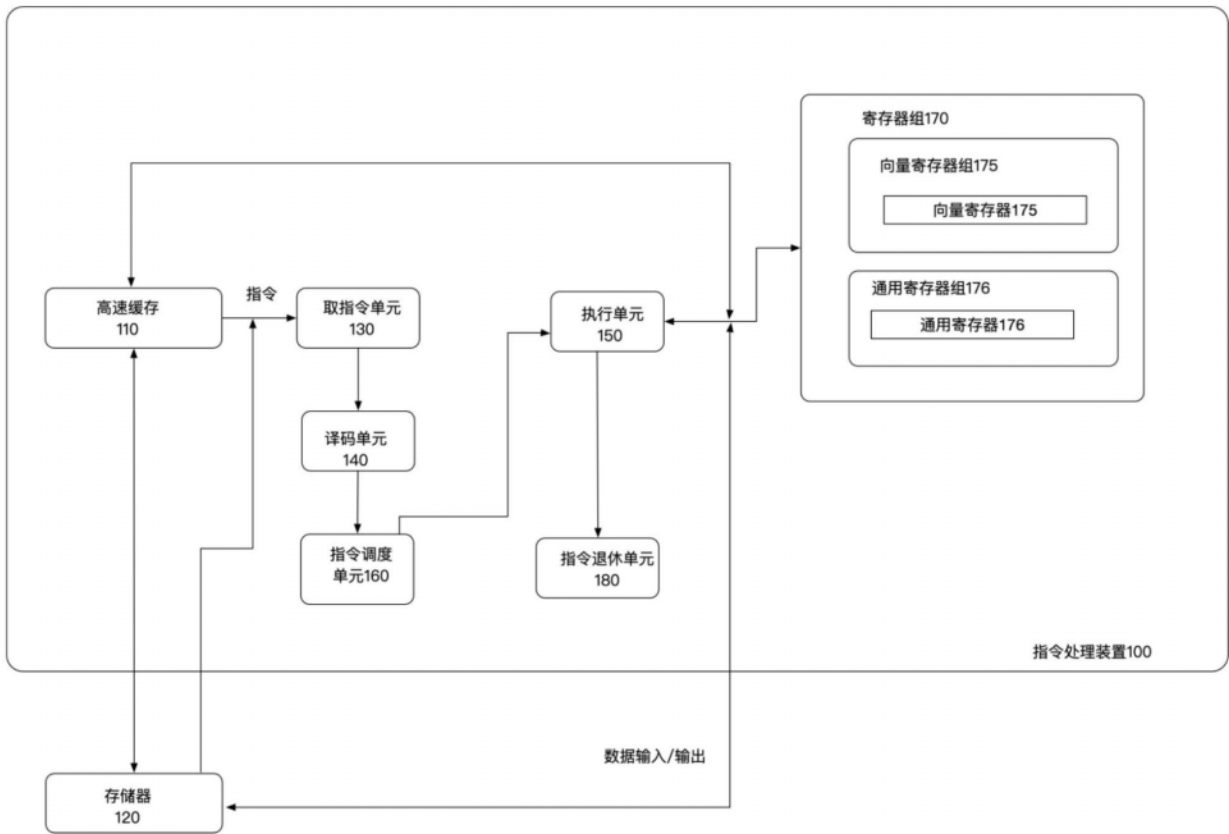 寄存器组170
向量寄存器组175
向量寄存器175
通用寄存器组176
通用寄存器176
高速缓存
110
指令
取指令单元
130
执行单元
150
译码单元
140
指令调度
单元160
指令退休单元
180
指令处理装置100
数据输入/输出
存储器
120